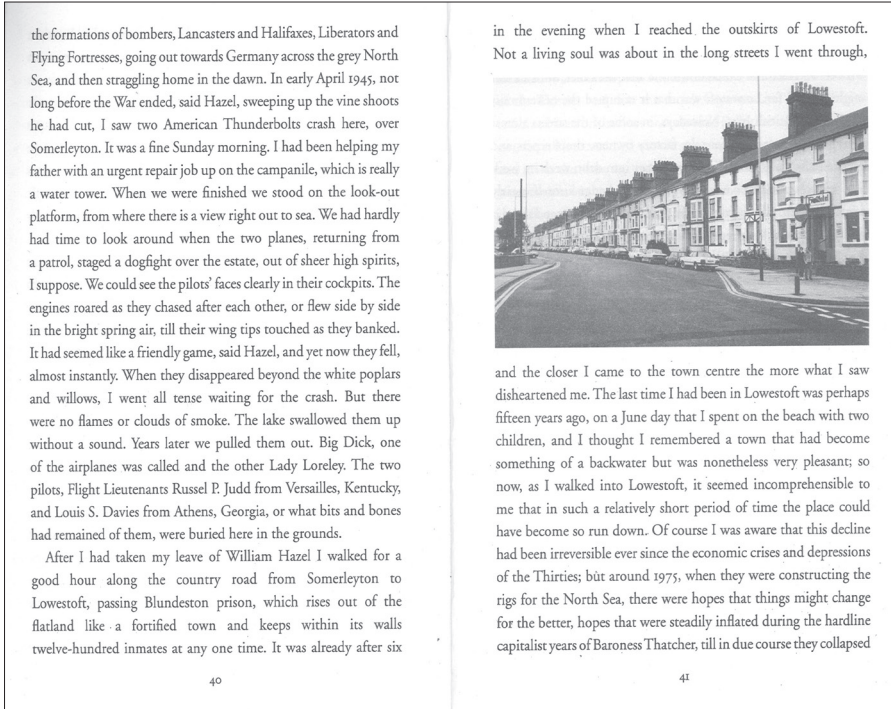 the formations of bombers, Lancasters and Halifaxes, Liberators and
Flying Fortresses, going out towards Germany across the grey North
Sea, and then straggling home in the dawn. In early April 1945, not
long before the War ended, said Hazel, sweeping up the vine shoots
he had cut, I saw two American Thunderbolts crash here, over
Somerleyton. It was a fine Sunday morning. I had been helping my
father with an urgent repair job up on the campanile, which is really
a water tower. When we were finished we stood on the look-out
platform, from where there is a view right out to sea. We had hardly
had time to look around when the two planes, returning from
a patrol, staged a dogfight over the estate, out of sheer high spirits,
I suppose. We could see the pilots' faces clearly in their cockpits. The
engines roared as they chased after each other, or flew side by side
in the bright spring air, till their wing tips touched as they banked.
It had seemed like a friendly game, said Hazel, and yet now they fell,
almost instantly. When they disappeared beyond the white poplars
and willows, I went all tense waiting for the crash. But there
were no flames or clouds of smoke. The lake swallowed them up
without a sound. Years later we pulled them out. Big Dick, one
of the airplanes was called and the other Lady Loreley. The two
pilots, Flight Lieutenants Russel P. Judd from Versailles, Kentucky,
and Louis S. Davies from Athens, Georgia, or what bits and bones
had remained of them, were buried here in the grounds.
After I had taken my leave of William Hazel I walked for a
good hour along the country road from Somerleyton to
Lowestoft, passing Blundeston prison, which rises out of the
flatland like a fortified town and keeps within its walls
twelve-hundred inmates at any one time. It was already after six
40
in the evening when I reached the outskirts of Lowestoft.
Not a living soul was about in the long streets I went through,
and the closer I came to the town centre the more what I saw
disheartened me. The last time I had been in Lowestoft was perhaps
fifteen years ago, on a June day that I spent on the beach with two
children, and I thought I remembered a town that had become
something of a backwater but was nonetheless very pleasant; so
now, as I walked into Lowestoft, it seemed incomprehensible to
me that in such a relatively short period of time the place could
have become so run down. Of course I was aware that this decline
had been irreversible ever since the economic crises and depressions
of the Thirties; but around 1975, when they were constructing the
rigs for the North Sea, there were hopes that things might change
for the better, hopes that were steadily inflated during the hardline
capitalist years of Baroness Thatcher, till in due course they collapsed
41